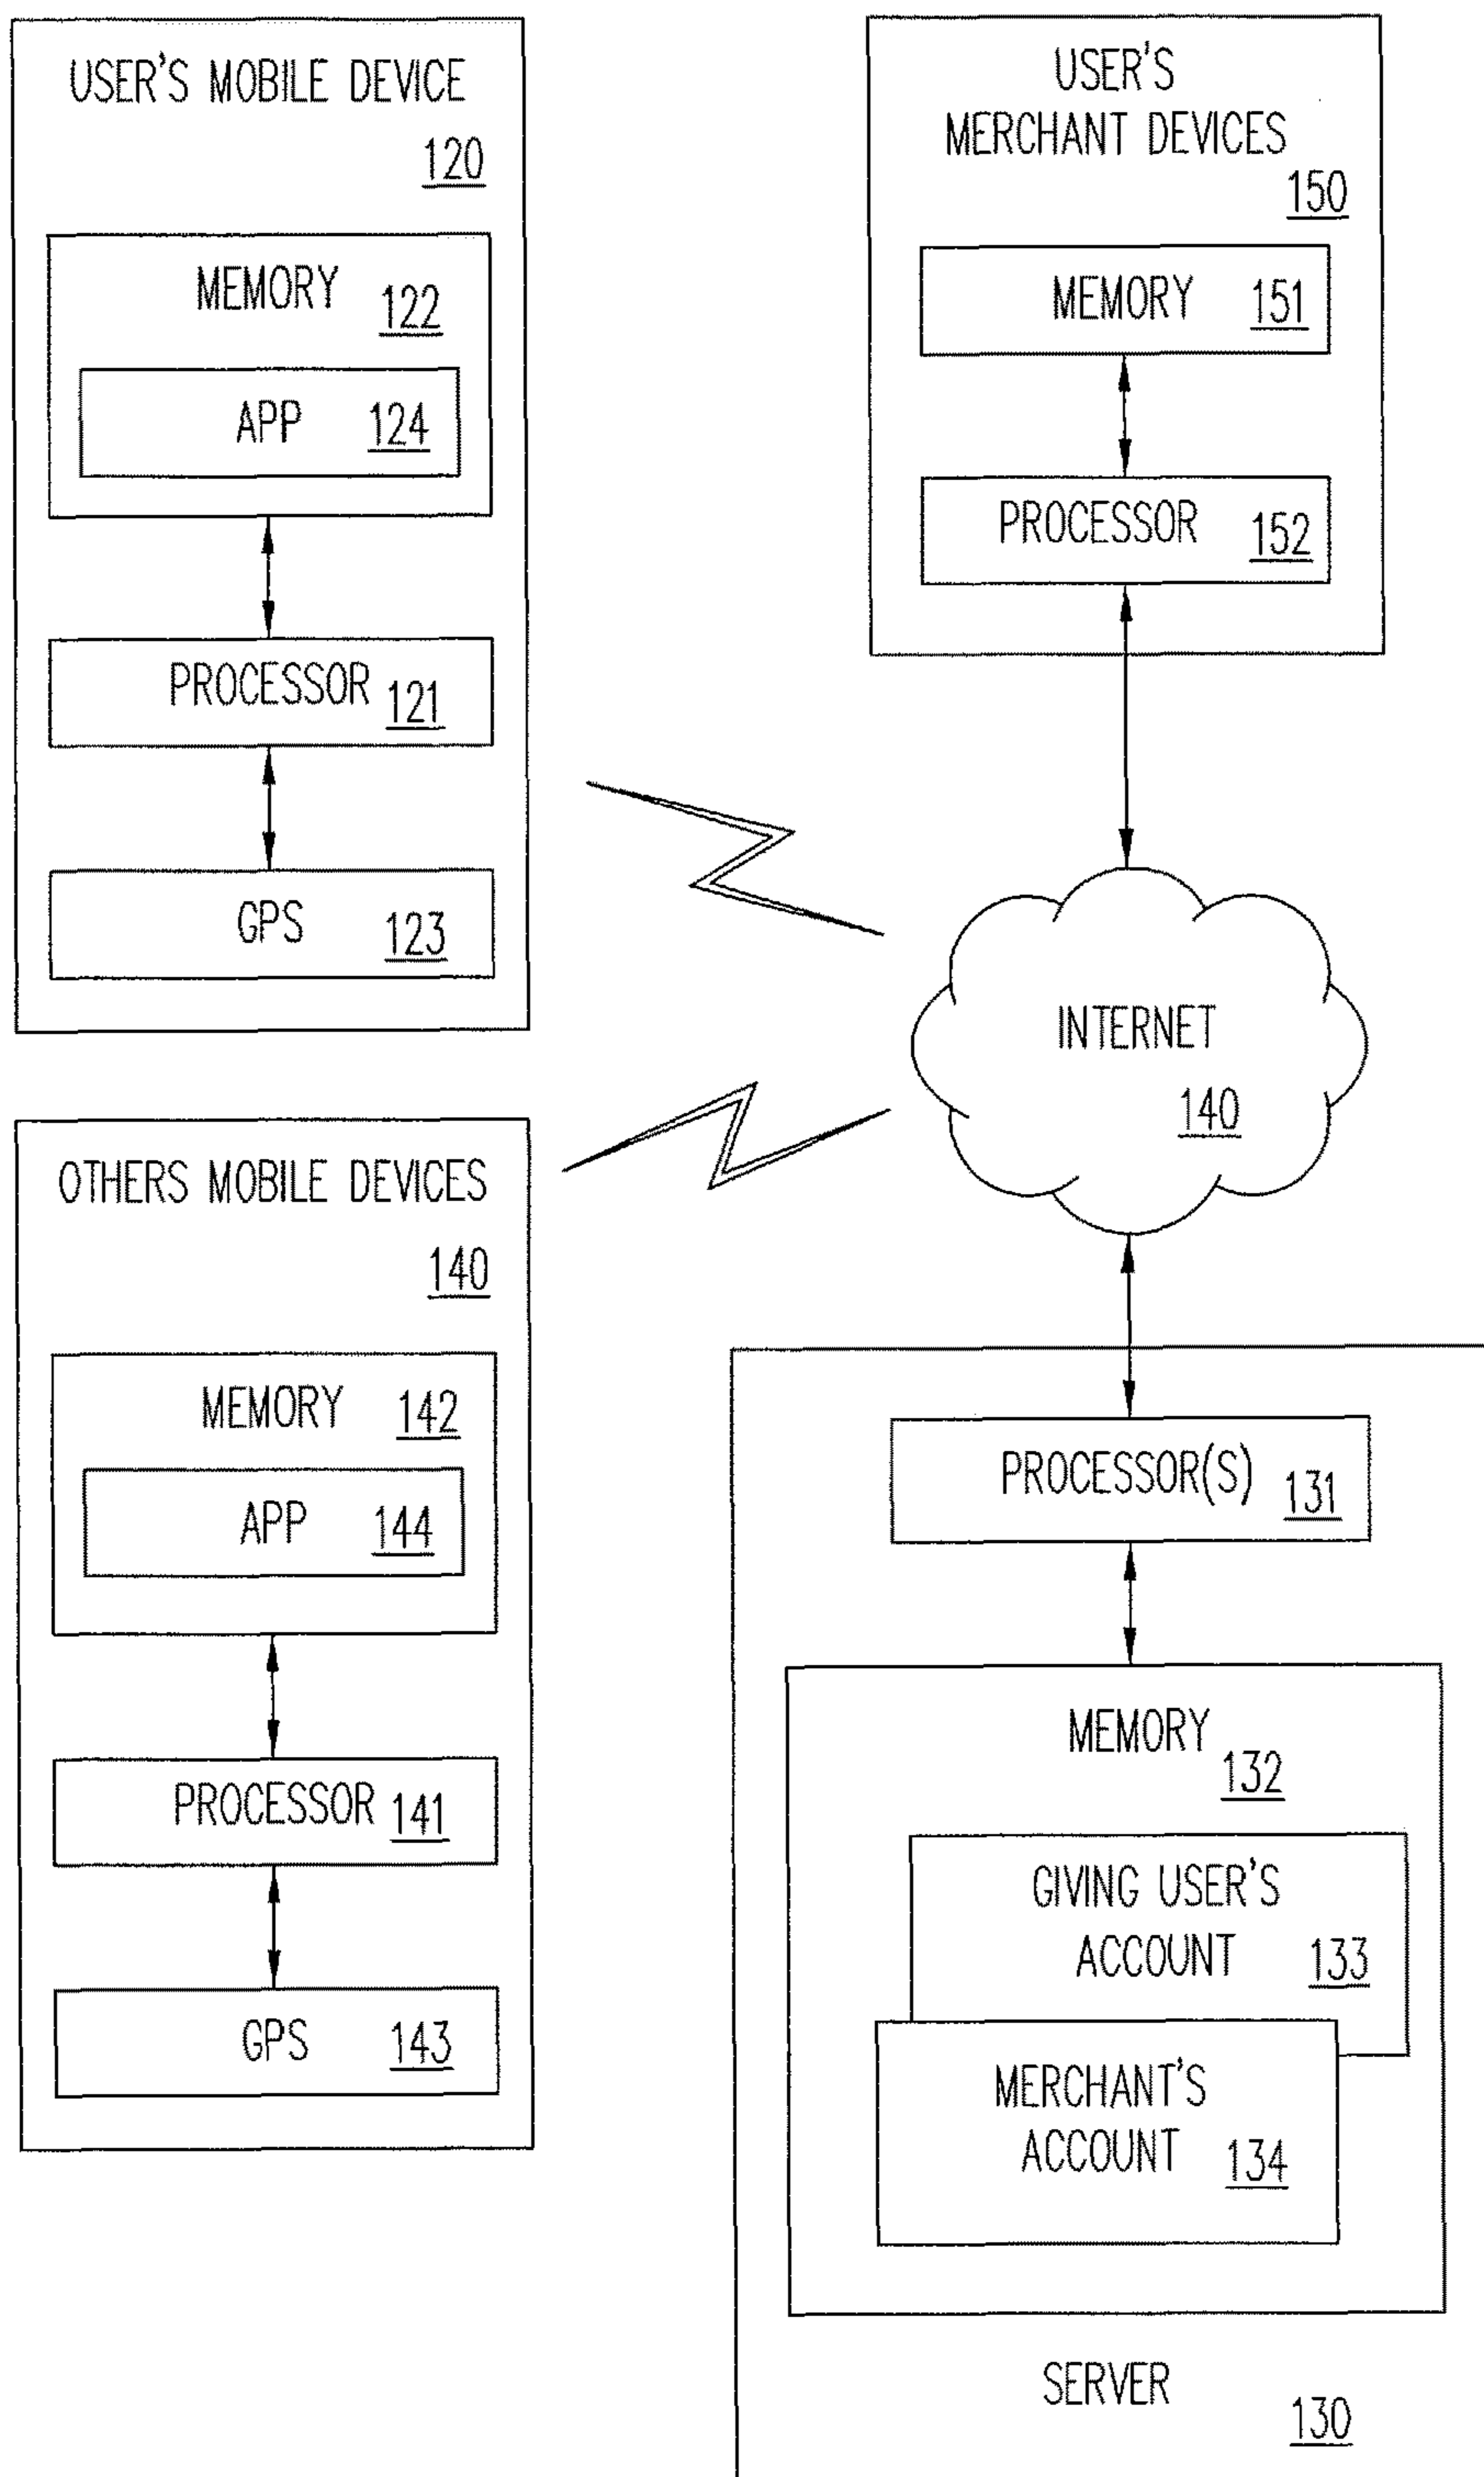 USER'S MOBILE DEVICE
120
MEMORY 122
APP 124
PROCESSOR 121
GPS 123
USER'S
MERCHANT DEVICES
150
MEMORY 151
PROCESSOR 152
INTERNET
140
OTHERS MOBILE DEVICES
140
MEMORY 142
APP 144
PROCESSOR 141
GPS 143
PROCESSOR(S) 131
MEMORY
132
GIVING USER'S
ACCOUNT 133
MERCHANT'S
ACCOUNT 134
SERVER
130